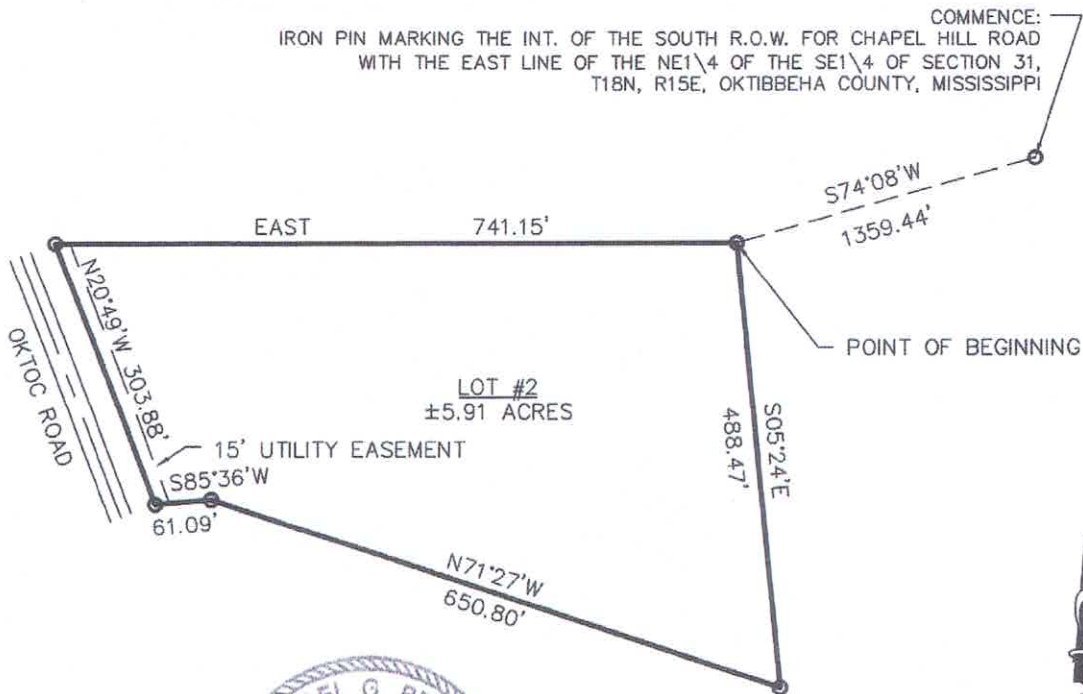 COMMENCE:
IRON PIN MARKING THE INT. OF THE SOUTH R.O.W. FOR CHAPEL HILL ROAD
WITH THE EAST LINE OF THE NE1\4 OF THE SE1\4 OF SECTION 31,
T18N, R15E, OKTIBBEHA COUNTY, MISSISSIPPI
S74°08'W
1359.44'
EAST 741.15'
POINT OF BEGINNING
N20°49'W 303.88'
OKTOC ROAD
LOT #2
±5.91 ACRES
S05°24'E
488.47'
15' UTILITY EASEMENT
S85°36'W
61.09'
N71°27'W
650.80'